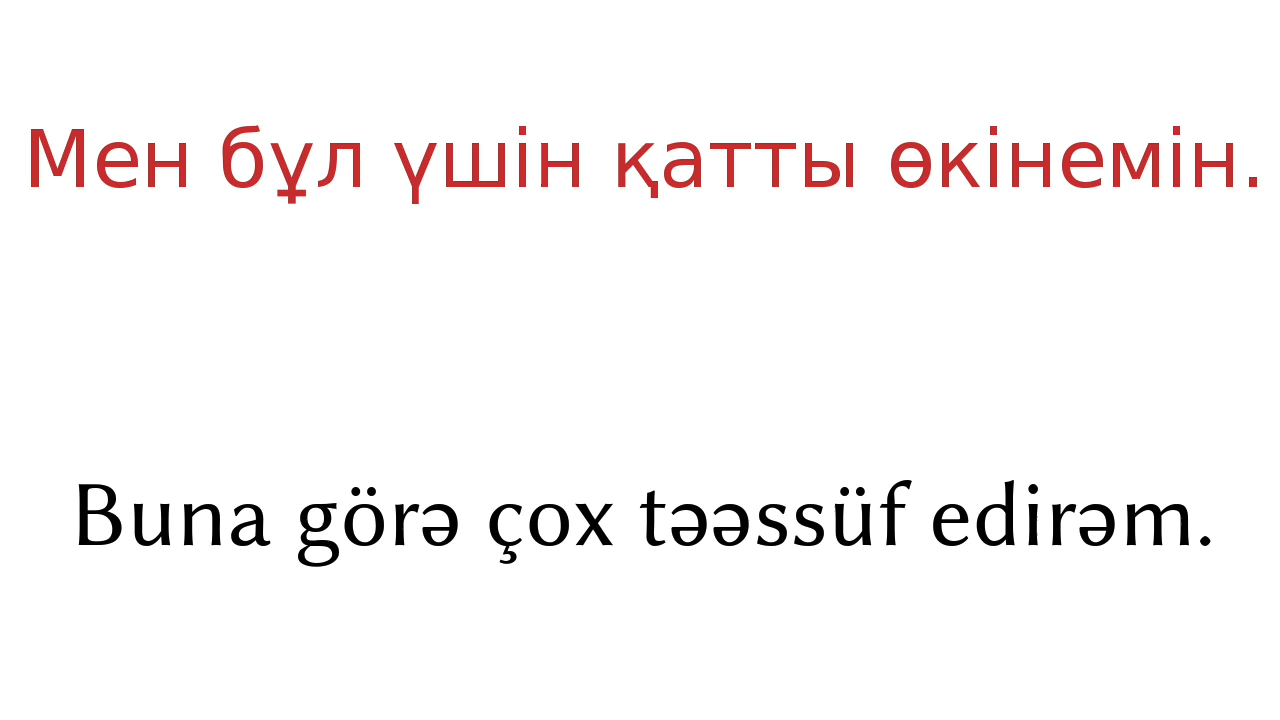 Мен бұл үшін қатты өкінемін.
Buna görə çox təəssüf edirəm.